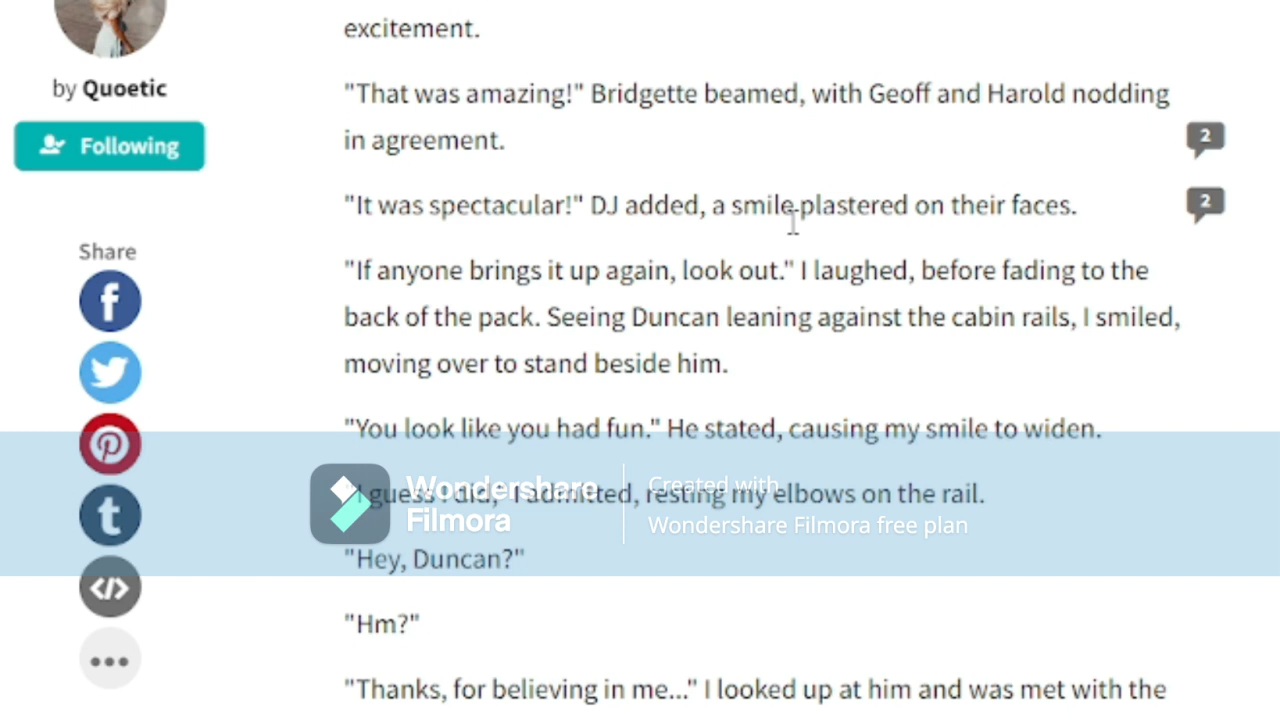 excitement.
by Quoetic
"That was amazing!" Bridgette beamed, with Geoff and Harold nodding
Following
in agreement.
2
"It was spectacular!" DJ added, a smile plastered on their faces.
2
Share
"If anyone brings it up again, look out." I laughed, before fading to the
back of the pack. Seeing Duncan leaning against the cabin rails, I smiled,
moving over to stand beside him.
"You look like you had fun." He stated, causing my smile to widen.
"I guess I did," I admitted, resting my elbows on the rail.
Wondershare
Filmora
Created with
Wondershare Filmora free plan
"Hey, Duncan?"
"Hm?"
"Thanks, for believing in me..." I looked up at him and was met with the